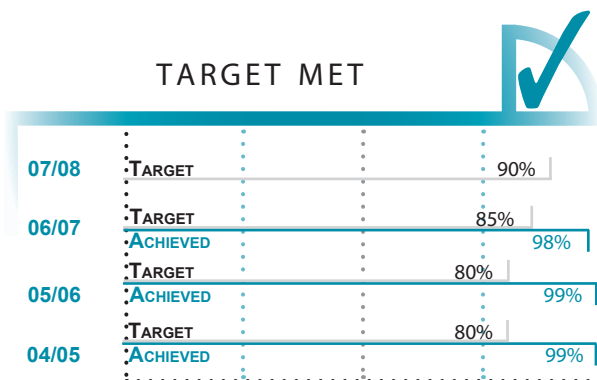 TARGET MET
07/08 TARGET 90%
06/07 TARGET 85%
ACHIEVED 98%
05/06 TARGET 80%
ACHIEVED 99%
04/05 TARGET 80%
ACHIEVED 99%